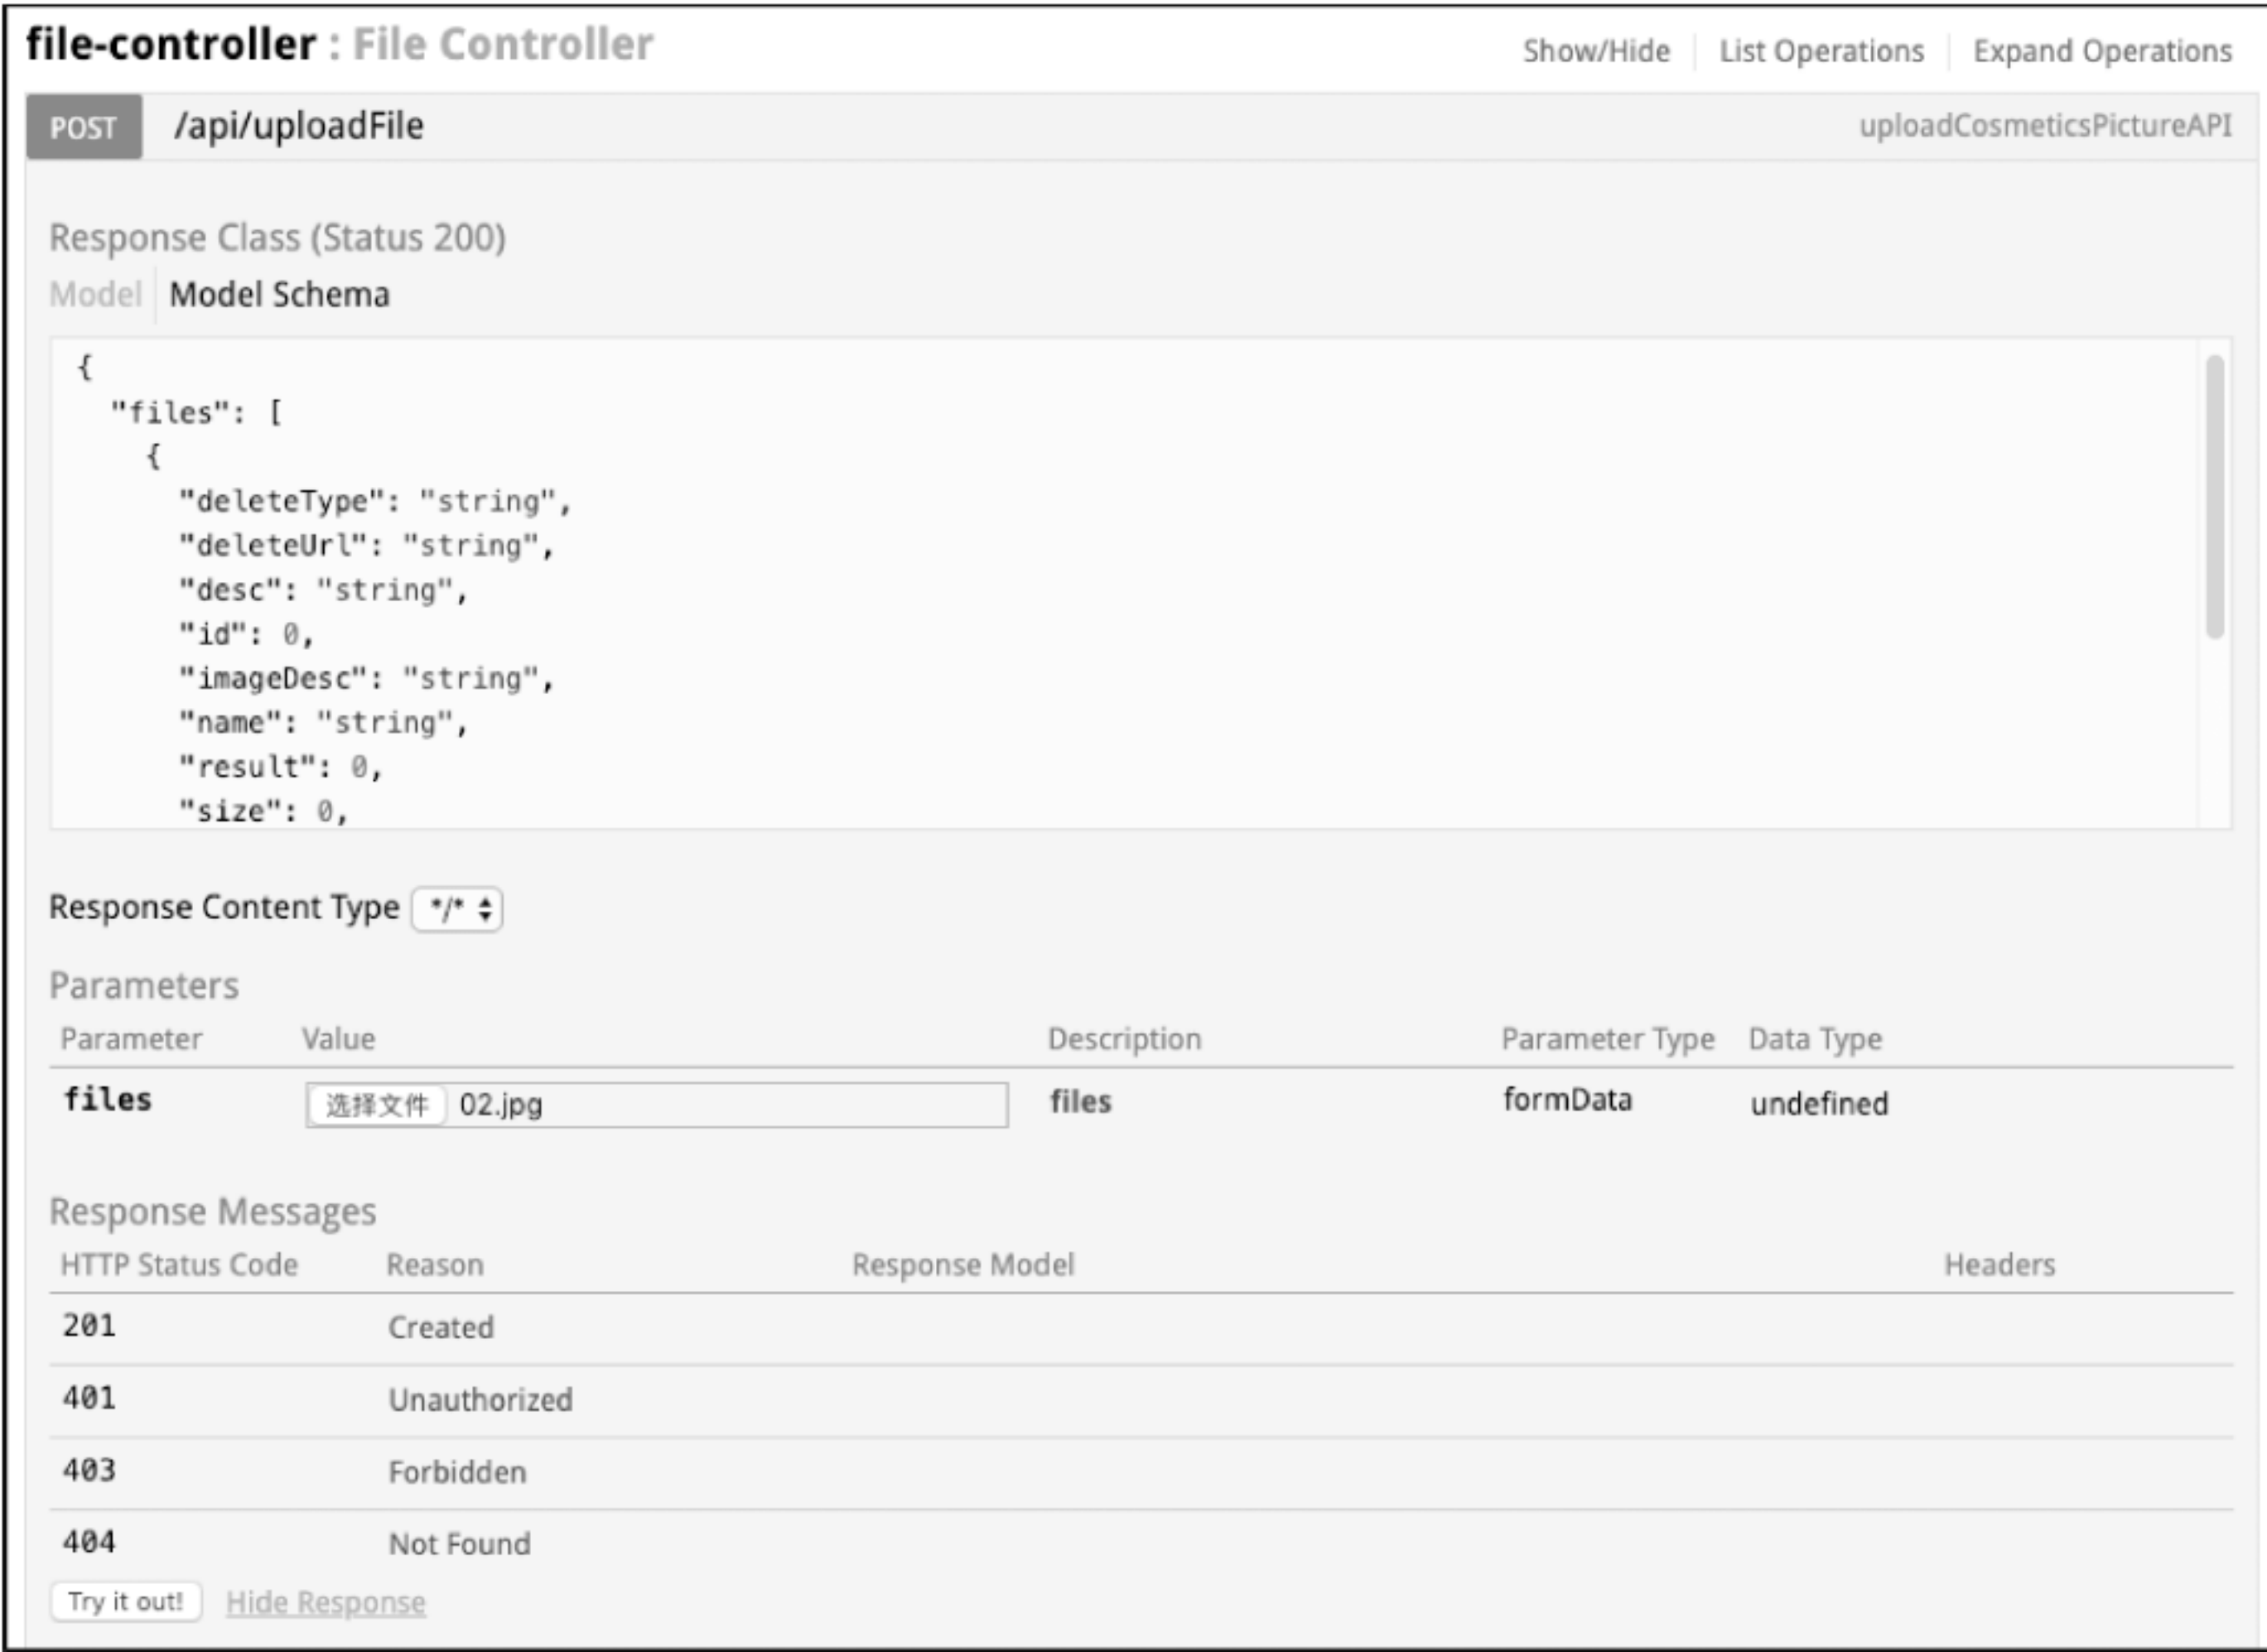 file-controller : File Controller
Show/Hide
List Operations
Expand Operations
POST
/api/uploadFile
uploadCosmeticsPictureAPI
Response Class (Status 200)
Model
Model Schema
{
"files": [
{
"deleteType": "string",
"deleteUrl": "string",
"desc": "string",
"id": 0,
"imageDesc": "string",
"name": "string",
"result": 0,
"size": 0,
Response Content Type */*
Parameters
Parameter Value Description Parameter Type Data Type
files 选择文件 02.jpg files formData undefined
Response Messages
HTTP Status Code Reason Response Model Headers
201 Created
401 Unauthorized
403 Forbidden
404 Not Found
Try it out! Hide Response